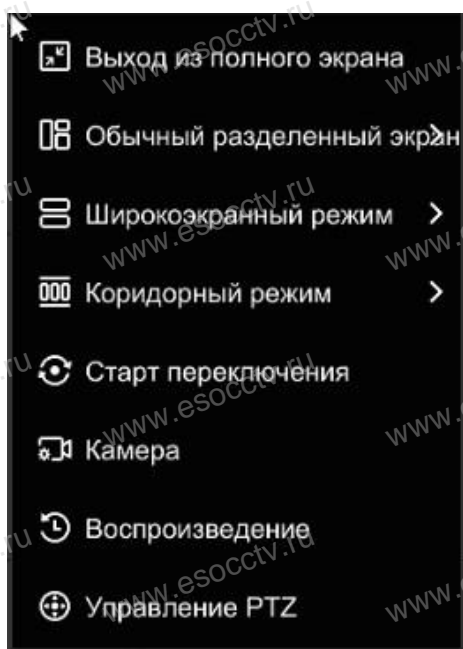 Выход из полного экрана
Обычный разделенный экран
Широкоэкранный режим
Коридорный режим
Старт переключения
Камера
Воспроизведение
Управление PTZ
www.esocctv.ru